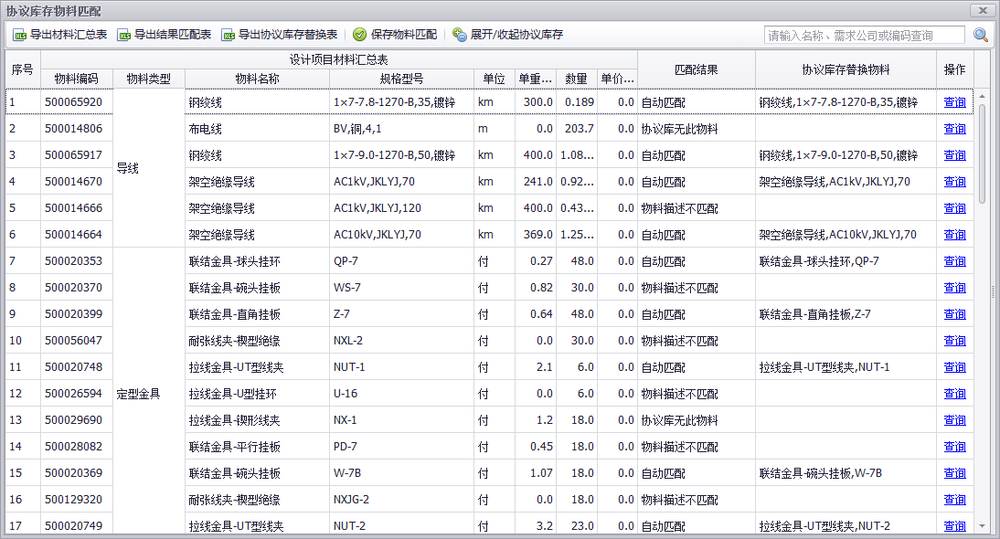 协议库存物料匹配
导出材料汇总表 导出结果匹配表 导出协议库存替换表 保存物料匹配 展开/收起协议库存 请输入名称、需求公司或编码查询
序号 设计项目材料汇总表 匹配结果 协议库存替换物料 操作
物料编码 物料类型 物料名称 规格型号 单位 单重... 数量 单价...
1 500065920 钢绞线 1×7-7.8-1270-B,35,镀锌 km 300.0 0.189 0.0 自动匹配 钢绞线,1×7-7.8-1270-B,35,镀锌 查询
2 500014806 布电线 BV,铜,4,1 m 0.0 203.7 0.0 协议库无此物料 查询
3 500065917 钢绞线 1×7-9.0-1270-B,50,镀锌 km 400.0 1.08... 0.0 自动匹配 钢绞线,1×7-9.0-1270-B,50,镀锌 查询
导线
4 500014670 架空绝缘导线 AC1kV,JKLYJ,70 km 241.0 0.92... 0.0 自动匹配 架空绝缘导线,AC1kV,JKLYJ,70 查询
5 500014666 架空绝缘导线 AC1kV,JKLYJ,120 km 400.0 0.43... 0.0 物料描述不匹配 查询
6 500014664 架空绝缘导线 AC10kV,JKLYJ,70 km 369.0 1.25... 0.0 自动匹配 架空绝缘导线,AC10kV,JKLYJ,70 查询
7 500020353 联结金具-球头挂环 QP-7 付 0.27 48.0 0.0 自动匹配 联结金具-球头挂环,QP-7 查询
8 500020370 联结金具-碗头挂板 WS-7 付 0.82 30.0 0.0 物料描述不匹配 查询
9 500020399 联结金具-直角挂板 Z-7 付 0.64 48.0 0.0 自动匹配 联结金具-直角挂板,Z-7 查询
10 500056047 耐张线夹-楔型绝缘 NXL-2 付 0.0 30.0 0.0 物料描述不匹配 查询
11 500020748 拉线金具-UT型线夹 NUT-1 付 2.1 6.0 0.0 自动匹配 拉线金具-UT型线夹,NUT-1 查询
12 500026594 定型金具 拉线金具-U型挂环 U-16 付 0.0 6.0 0.0 物料描述不匹配 查询
13 500029690 拉线金具-锲形线夹 NX-1 付 1.2 18.0 0.0 协议库无此物料 查询
14 500028082 联结金具-平行挂板 PD-7 付 0.45 18.0 0.0 物料描述不匹配 查询
15 500020369 联结金具-碗头挂板 W-7B 付 1.07 18.0 0.0 自动匹配 联结金具-碗头挂板,W-7B 查询
16 500129320 耐张线夹-楔型绝缘 NXJG-2 付 0.0 18.0 0.0 物料描述不匹配 查询
17 500020749 拉线金具-UT型线夹 NUT-2 付 3.2 23.0 0.0 自动匹配 拉线金具-UT型线夹,NUT-2 查询